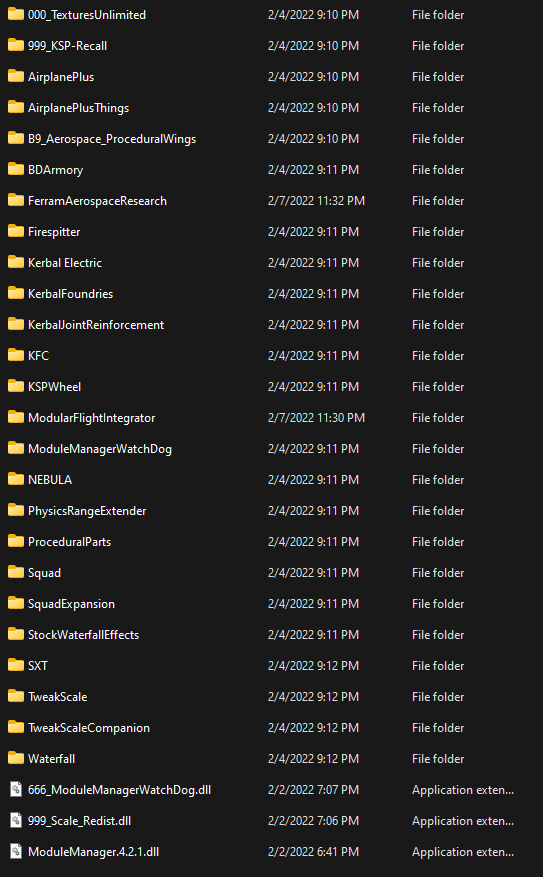 000_TexturesUnlimited 2/4/2022 9:10 PM File folder
999_KSP-Recall 2/4/2022 9:10 PM File folder
AirplanePlus 2/4/2022 9:10 PM File folder
AirplanePlusThings 2/4/2022 9:10 PM File folder
B9_Aerospace_ProceduralWings 2/4/2022 9:10 PM File folder
BDArmory 2/4/2022 9:11 PM File folder
FerramAerospaceResearch 2/7/2022 11:32 PM File folder
Firespitter 2/4/2022 9:11 PM File folder
Kerbal Electric 2/4/2022 9:11 PM File folder
KerbalFoundries 2/4/2022 9:11 PM File folder
KerbalJointReinforcement 2/4/2022 9:11 PM File folder
KFC 2/4/2022 9:11 PM File folder
KSPWheel 2/4/2022 9:11 PM File folder
ModularFlightIntegrator 2/7/2022 11:30 PM File folder
ModuleManagerWatchDog 2/4/2022 9:11 PM File folder
NEBULA 2/4/2022 9:11 PM File folder
PhysicsRangeExtender 2/4/2022 9:11 PM File folder
ProceduralParts 2/4/2022 9:11 PM File folder
Squad 2/4/2022 9:11 PM File folder
SquadExpansion 2/4/2022 9:11 PM File folder
StockWaterfallEffects 2/4/2022 9:11 PM File folder
SXT 2/4/2022 9:12 PM File folder
TweakScale 2/4/2022 9:12 PM File folder
TweakScaleCompanion 2/4/2022 9:12 PM File folder
Waterfall 2/4/2022 9:12 PM File folder
666_ModuleManagerWatchDog.dll 2/2/2022 7:07 PM Application exten...
999_Scale_Redist.dll 2/2/2022 7:06 PM Application exten...
ModuleManager.4.2.1.dll 2/2/2022 6:41 PM Application exten...